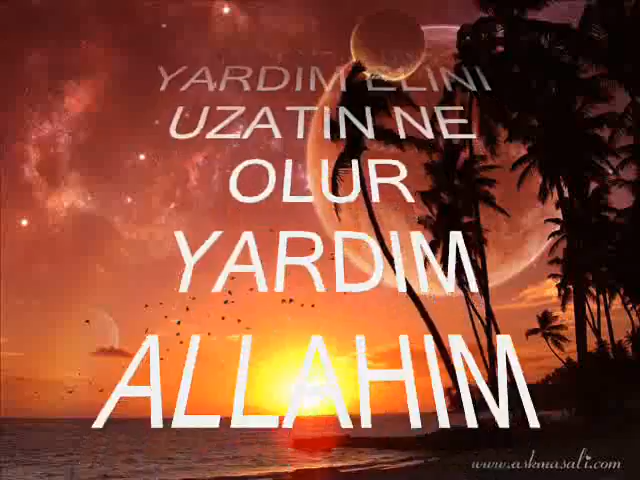 YARDIM ELINI
UZATIN NE
OLUR
YARDIM
ALLAHIM
www.askmasali.com